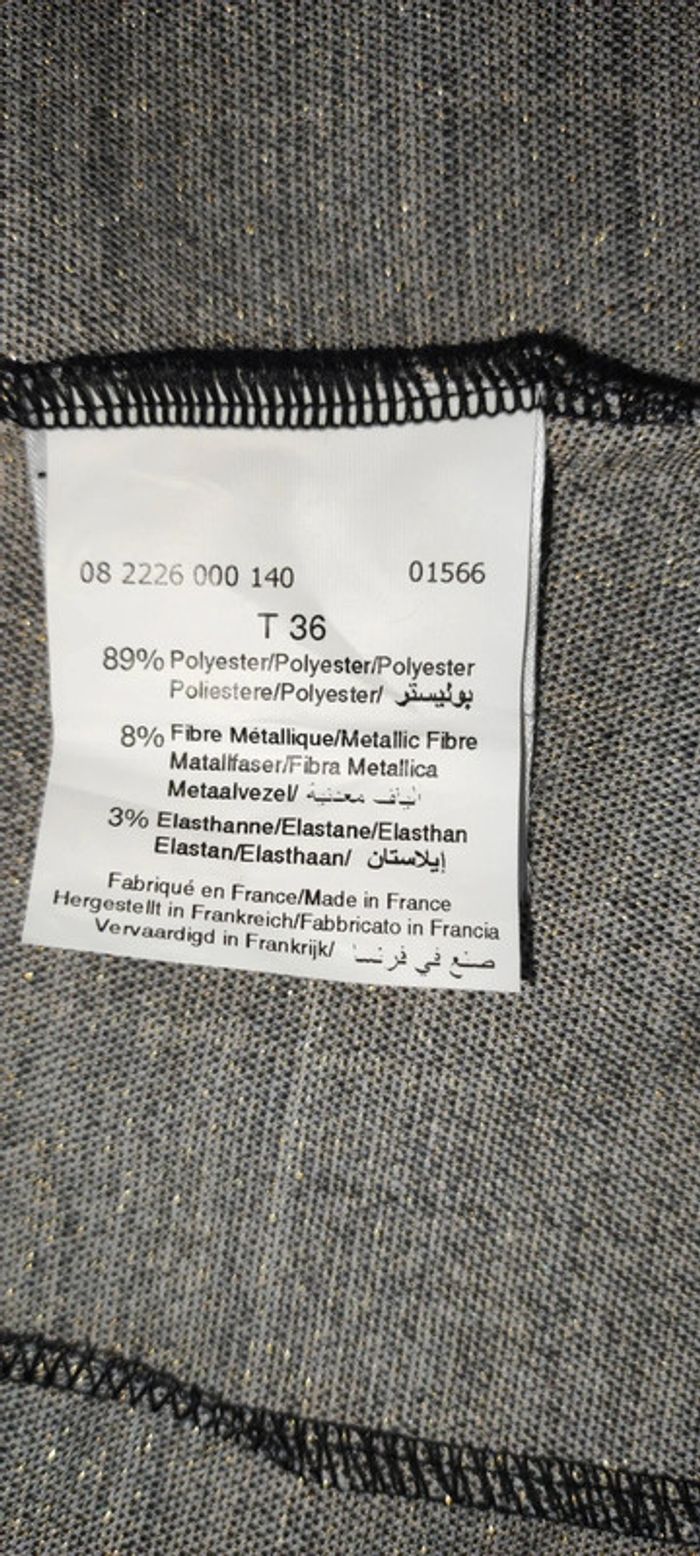 08 2226 000 140 01566
T 36
89% Polyester/Polyester/Polyester
Poliestere/Polyester/ بوليستر
8% Fibre Métallique/Metallic Fibre
Matallfaser/Fibra Metallica
Metaalvezel/ الياف معدنية
3% Elasthanne/Elastane/Elasthan
Elastan/Elasthaan/ إيلاستان
Fabriqué en France/Made in France
Hergestellt in Frankreich/Fabbricato in Francia
Vervaardigd in Frankrijk/ صنع في فرنسا